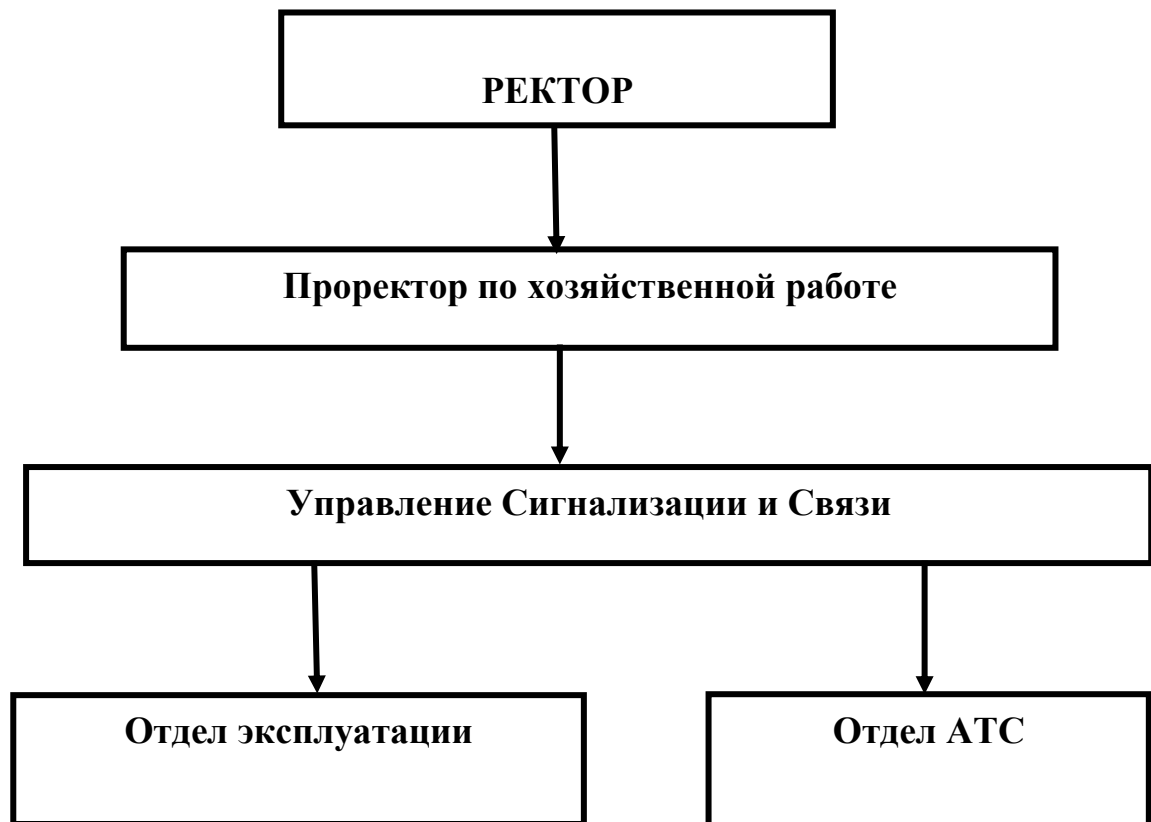 РЕКТОР
Проректор по хозяйственной работе
Управление Сигнализации и Связи
Отдел эксплуатации
Отдел АТС